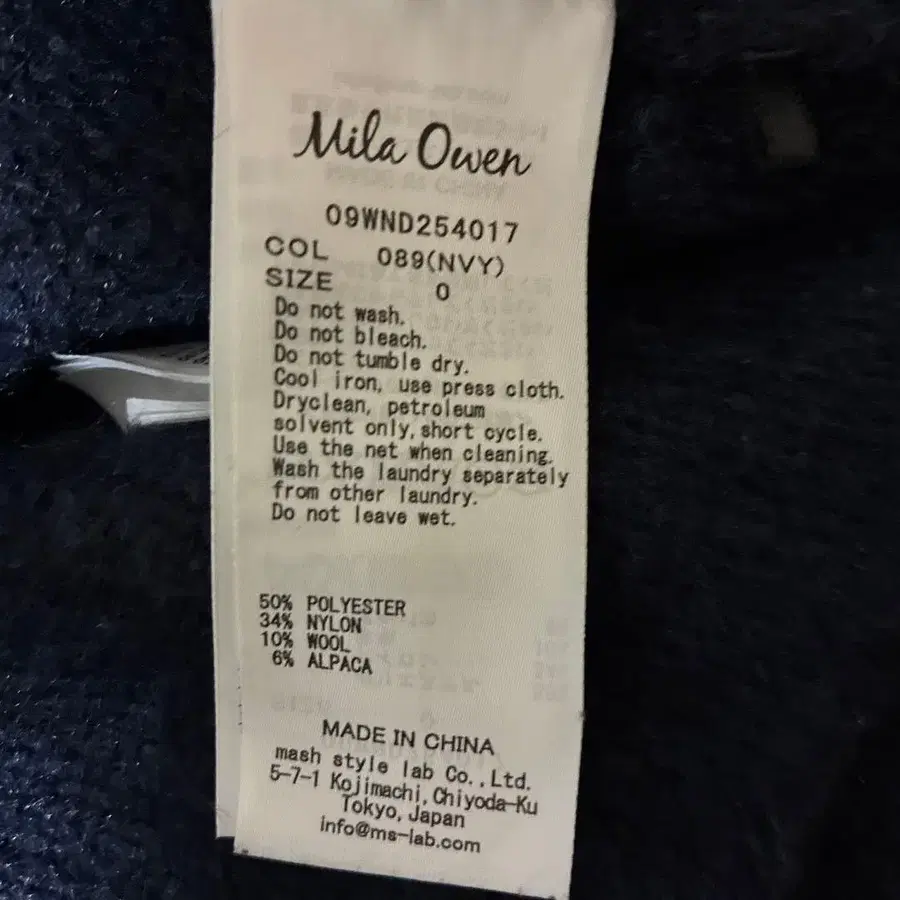 Mila Owen
09WND254017
COL 089(NVY)
SIZE 0
Do not wash.
Do not bleach.
Do not tumble dry.
Cool iron, use press cloth.
Dryclean, petroleum
solvent only, short cycle.
Use the net when cleaning.
Wash the laundry separately
from other laundry.
Do not leave wet.
50% POLYESTER
34% NYLON
10% WOOL
6% ALPACA
MADE IN CHINA
mash style lab Co.,Ltd.
5-7-1 Kojimachi, Chiyoda-Ku
Tokyo, Japan
info@ms-lab.com